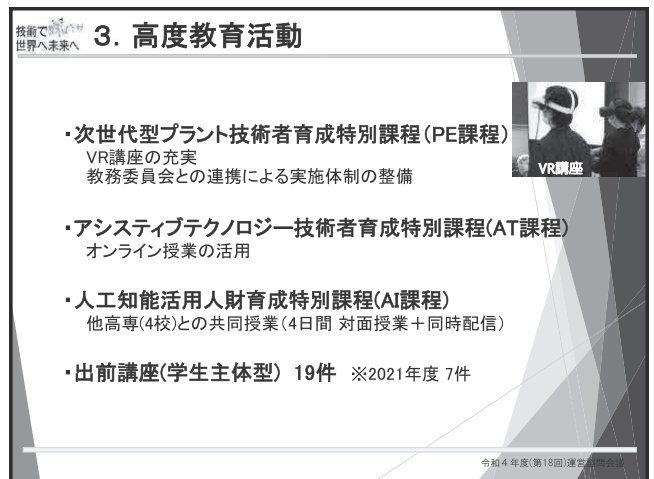 技術で
世界へ未来へ
3．高度教育活動
・次世代型プラント技術者育成特別課程（PE課程）
VR講座の充実
教務委員会との連携による実施体制の整備
VR講座
・アシスティブテクノロジー技術者育成特別課程(AT課程)
オンライン授業の活用
・人工知能活用人財育成特別課程(AI課程)
他高専(4校)との共同授業（4日間 対面授業＋同時配信）
・出前講座(学生主体型) 19件 ※2021年度 7件
令和４年度(第18回)運営諮問会議